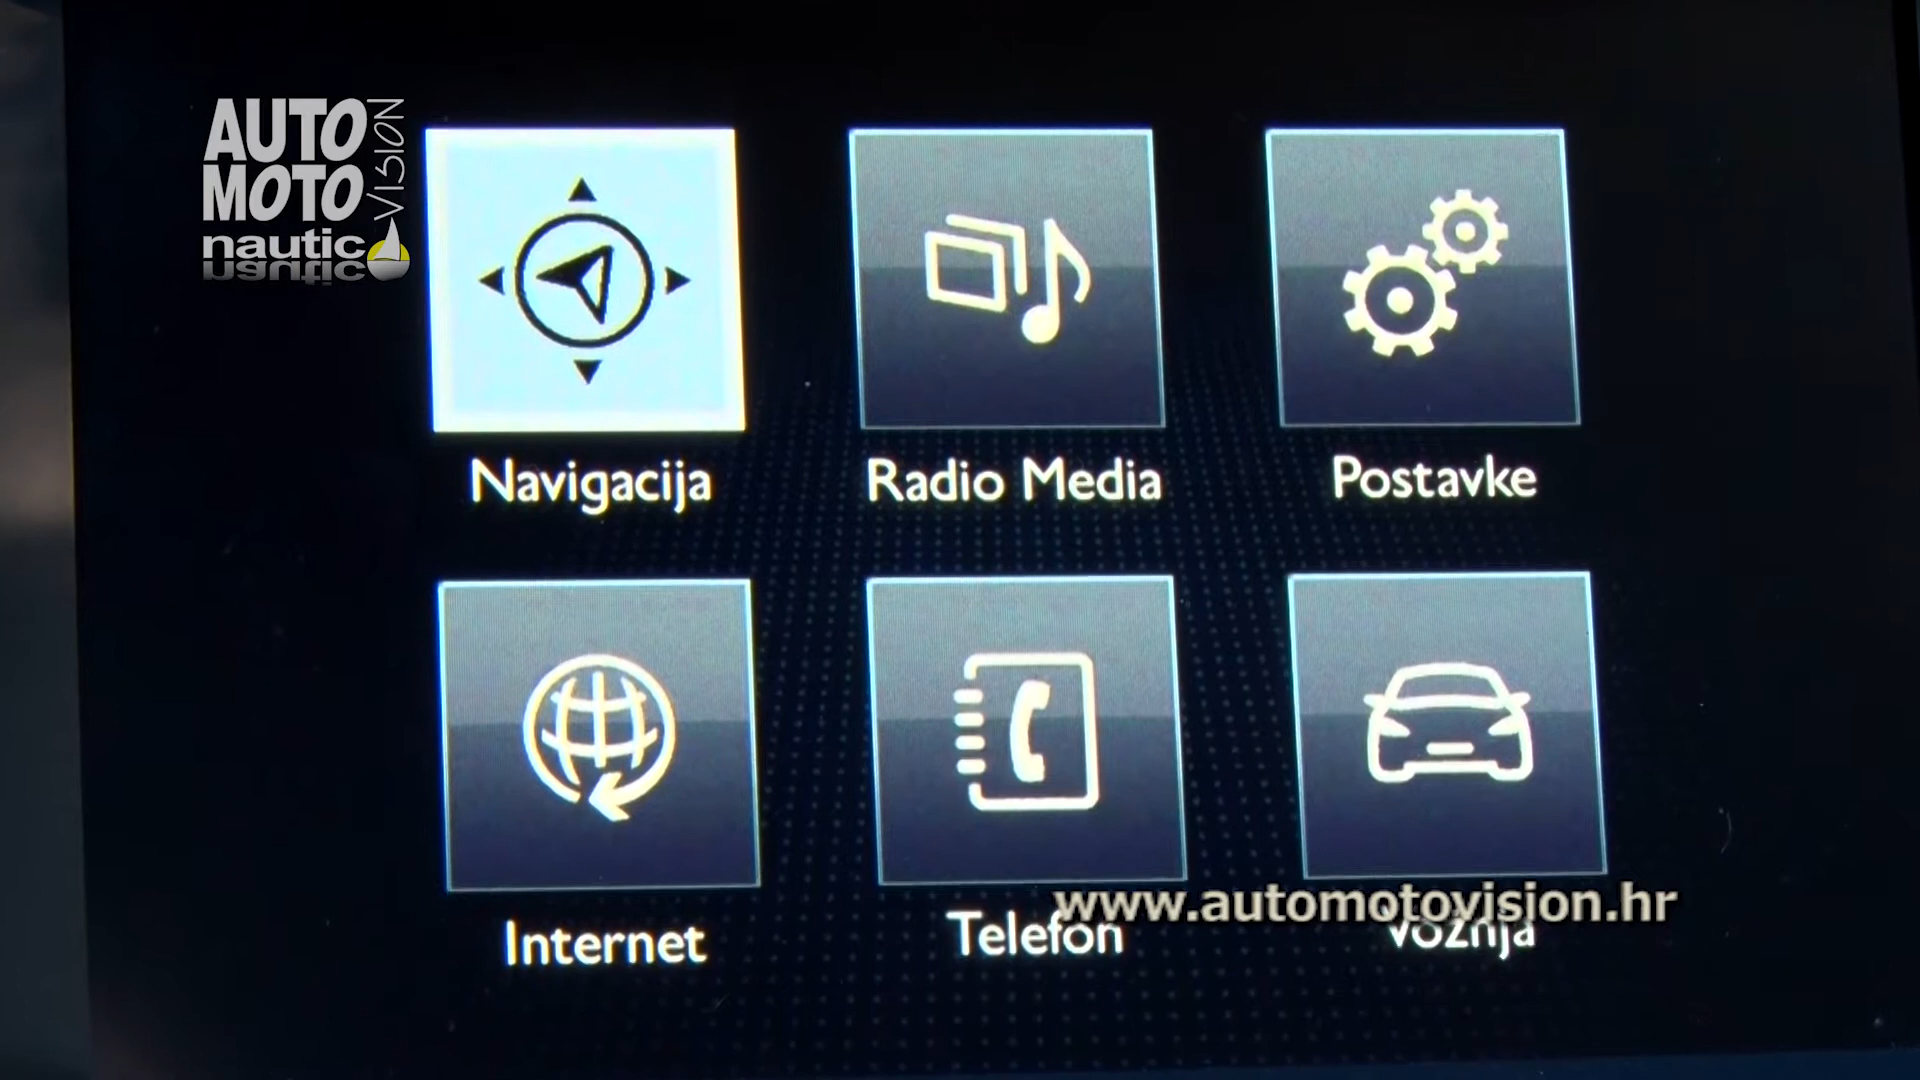 AUTO
MOTO
VISION
nautic
Navigacija
Radio Media
Postavke
Internet
Telefon
Vožnja
www.automotovision.hr